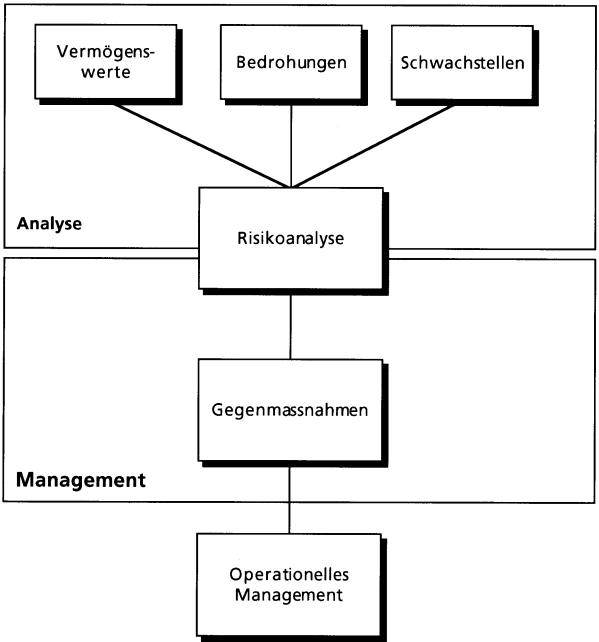 Vermögens-
werte
Bedrohungen
Schwachstellen
Analyse
Risikoanalyse
Gegenmassnahmen
Management
Operationelles
Management